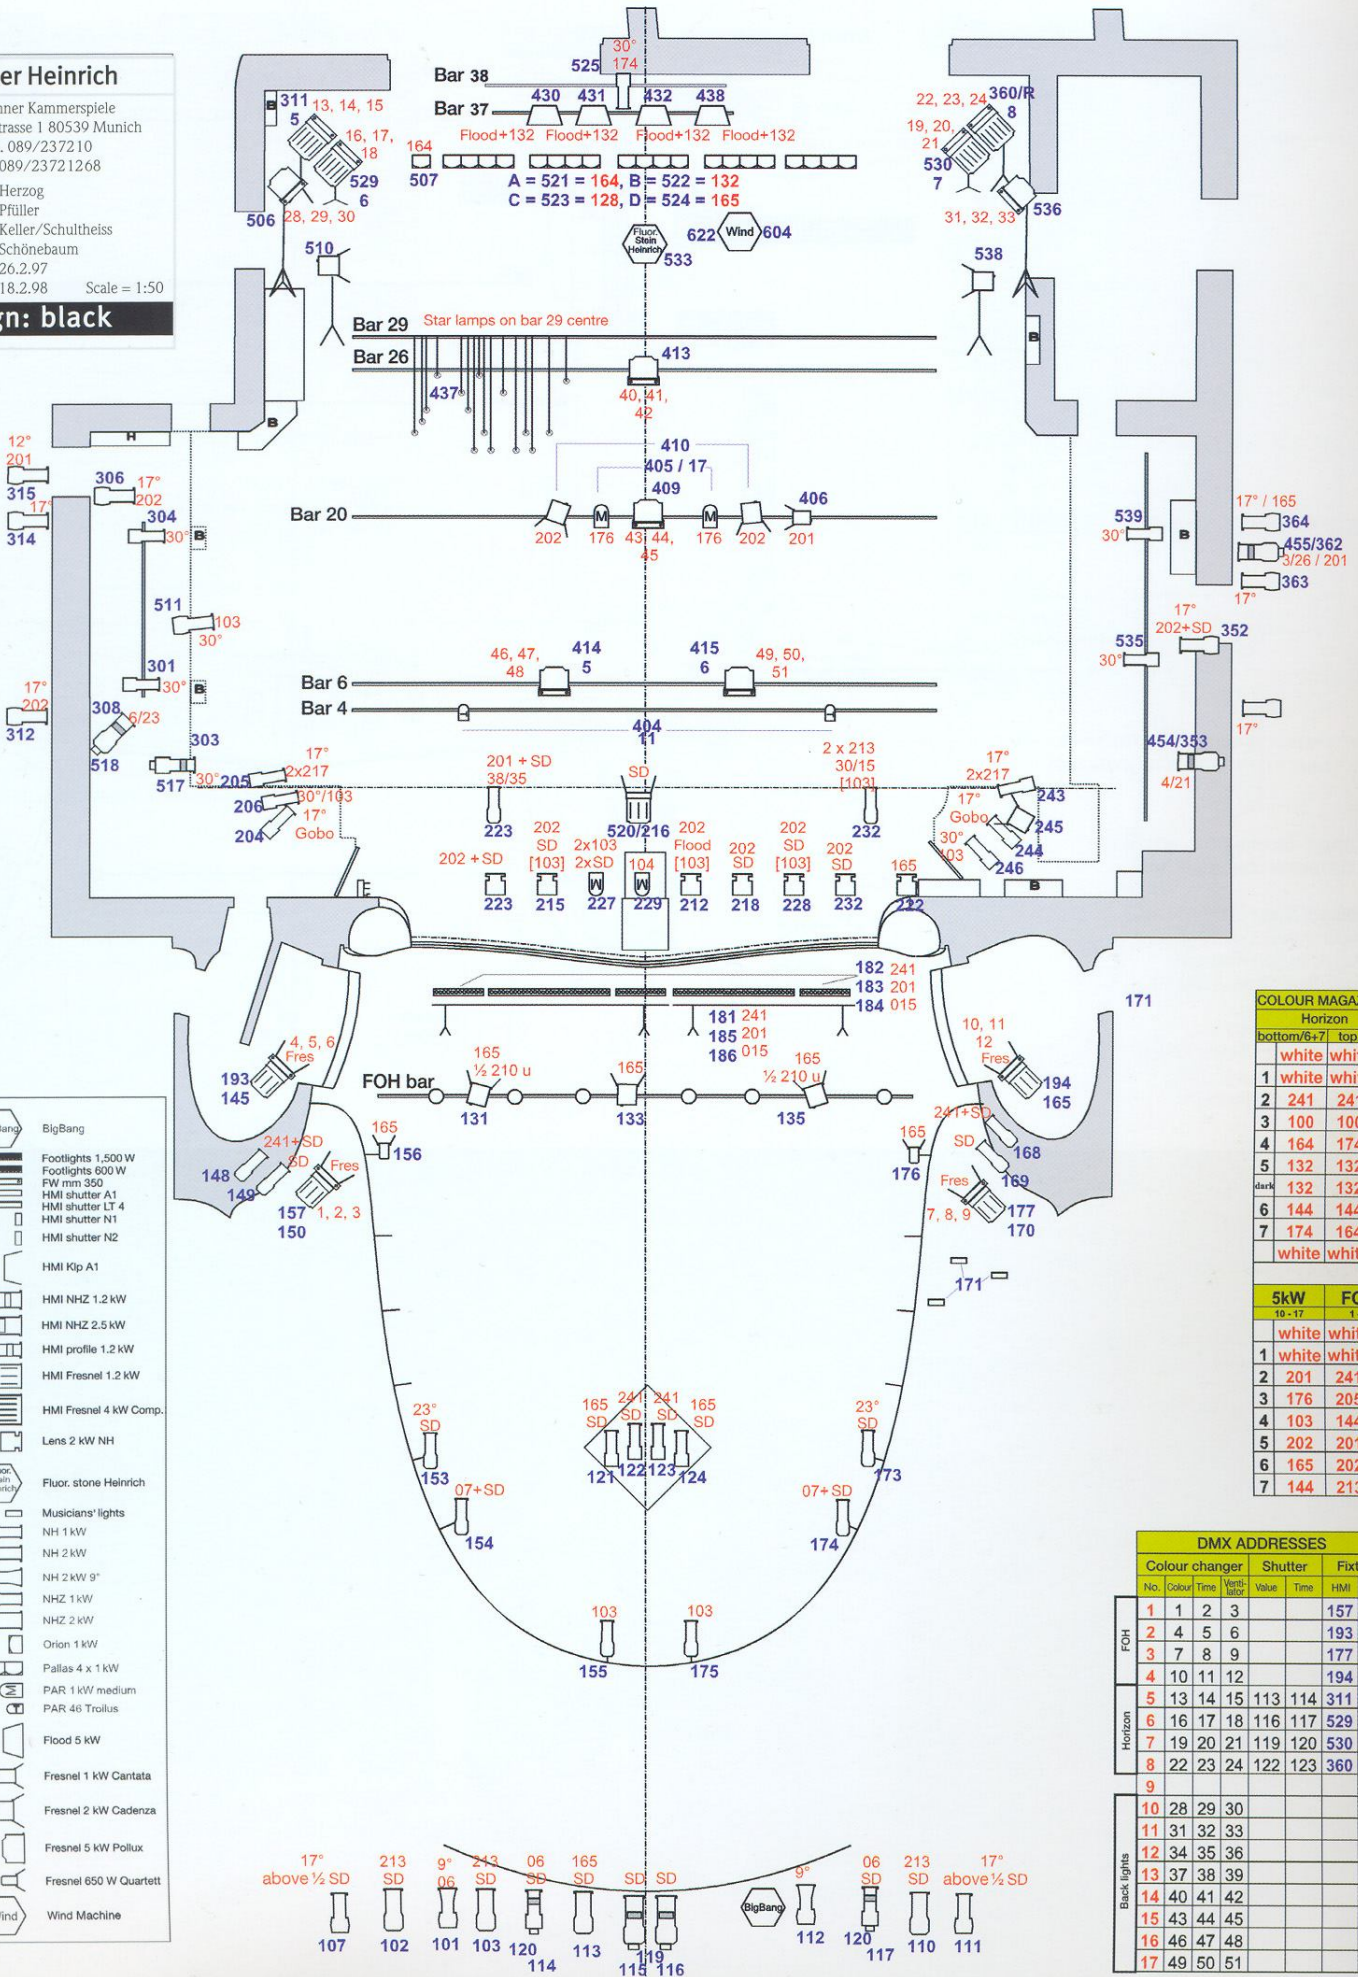 er Heinrich
ner Kammerspiele
trasse 1 80539 Munich
. 089/237210
089/23721268
Herzog
Pfüller
Keller/Schultheiss
Schönebaum
26.2.97
18.2.98 Scale = 1:50
gn: black
30°
174
525
Bar 38
430 431 432 438
Bar 37
Flood+132 Flood+132 Flood+132 Flood+132
164
507
A = 521 = 164, B = 522 = 132
C = 523 = 128, D = 524 = 165
B
311
5
13, 14, 15
16, 17,
18
529
6
506
28, 29, 30
510
22, 23, 24
360/R
8
19, 20,
21
530
7
31, 32, 33
536
538
Fluor.
Stein
Heinrich
533
622 Wind 604
Bar 29 Star lamps on bar 29 centre
Bar 26
413
437
40, 41,
42
B
B
H
12°
201
315
17°
314
306
17°
202
304
30°
B
410
405 / 17
409
406
Bar 20
M
M
202 176 43, 44, 176 202 201
45
539
30°
B
17° / 165
364
455/362
3/26 / 201
363
17°
511
103
30°
301
30°
B
17°
202
312
308
6/23
518
303
517
30°
46, 47,
48
414
5
415
6
49, 50,
51
Bar 6
Bar 4
404
11
535
30°
17°
202+SD
352
17°
454/353
4/21
205
17°
2x217
206
30°/103
204
17°
Gobo
201 + SD
38/35
SD
2 x 213
30/15
[103]
223
520/216
232
17°
2x217
243
17°
Gobo
245
244
30°
103
246
202 + SD
202
SD
[103]
2x103
2xSD
104
202
Flood
[103]
202
SD
202
SD
[103]
202
SD
165
223 215 227 229 212 218 228 232 222
B
182 241
183 201
184 015
181 241
185 201
186 015
171
4, 5, 6
Fres
193
145
10, 11
12
Fres
194
165
FOH bar
165
½ 210 u
165
165
½ 210 u
131 133 135
165
156
165
176
148
241+SD
149
SD
Fres
157
150
1, 2, 3
241+SD
168
SD
169
Fres
7, 8, 9
177
170
171
165
SD
241
SD
241
SD
165
SD
121 122 123 124
23°
SD
153
23°
SD
173
07+SD
154
07+SD
174
103
155
103
175
17°
above ½ SD
213
SD
9°
06
213
SD
06
SD
165
SD
SD SD
BigBang
9°
06
SD
213
SD
17°
above ½ SD
107 102 101 103 120
114
113
119
115 116
112 120
117
110 111
BigBang
Footlights 1,500 W
Footlights 600 W
FW mm 350
HMI shutter A1
HMI shutter LT 4
HMI shutter N1
HMI shutter N2
HMI Klp A1
HMI NHZ 1.2 kW
HMI NHZ 2.5 kW
HMI profile 1.2 kW
HMI Fresnel 1.2 kW
HMI Fresnel 4 kW Comp.
Lens 2 kW NH
Fluor. stone Heinrich
Musicians' lights
NH 1 kW
NH 2 kW
NH 2 kW 9°
NHZ 1 kW
NHZ 2 kW
Orion 1 kW
Pallas 4 x 1 kW
PAR 1 kW medium
PAR 46 Troilus
Flood 5 kW
Fresnel 1 kW Cantata
Fresnel 2 kW Cadenza
Fresnel 5 kW Pollux
Fresnel 650 W Quartett
Wind Machine
COLOUR MAGA
Horizon
bottom/6+7 top
white whi
1 white whi
2 241 24
3 100 100
4 164 174
5 132 132
dark 132 132
6 144 144
7 174 164
white whi
5kW FO
10 - 17 1
white whi
1 white whi
2 201 241
3 176 205
4 103 144
5 202 201
6 165 202
7 144 213
DMX ADDRESSES
Colour changer Shutter Fixt
No. Colour Time Venti-lator Value Time HMI
FOH
1 1 2 3 157
2 4 5 6 193
3 7 8 9 177
4 10 11 12 194
Horizon
5 13 14 15 113 114 311
6 16 17 18 116 117 529
7 19 20 21 119 120 530
8 22 23 24 122 123 360
9
Back lights
10 28 29 30
11 31 32 33
12 34 35 36
13 37 38 39
14 40 41 42
15 43 44 45
16 46 47 48
17 49 50 51